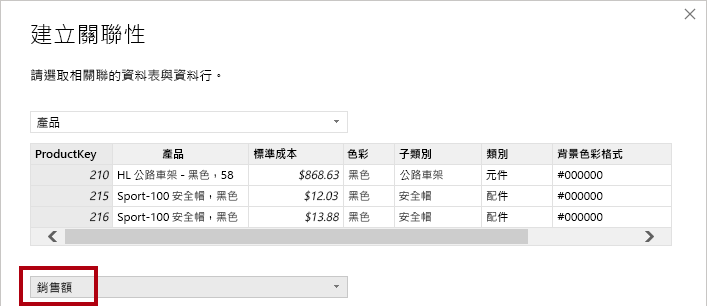 建立關聯性
請選取相關聯的資料表與資料行。
產品
ProductKey 產品 標準成本 色彩 子類別 類別 背景色彩格式
210 HL 公路車架 - 黑色，58 $868.63 黑色 公路車架 元件 #000000
215 Sport-100 安全帽，黑色 $12.03 黑色 安全帽 配件 #000000
216 Sport-100 安全帽，黑色 $13.88 黑色 安全帽 配件 #000000
銷售額